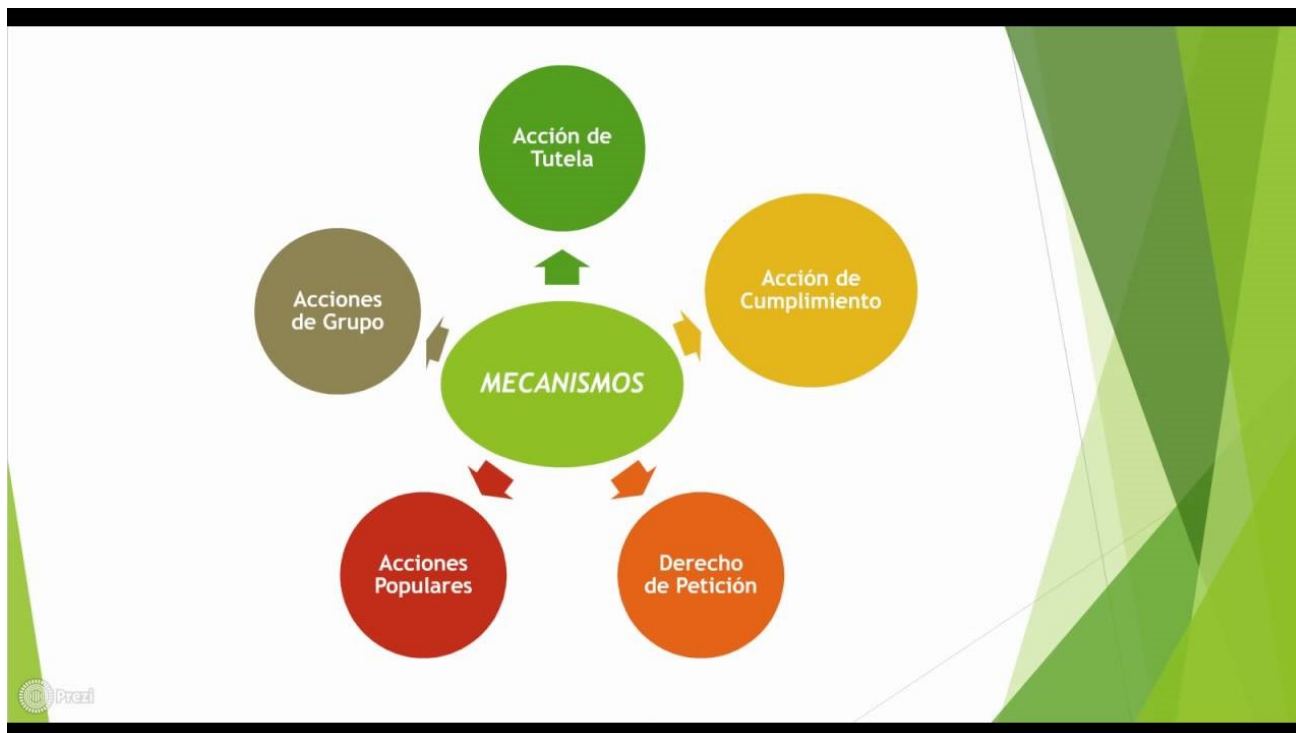 Acción de
Tutela
Acción de
Cumplimiento
Acciones
de Grupo
MECANISMOS
Acciones
Populares
Derecho
de Petición
Prezi